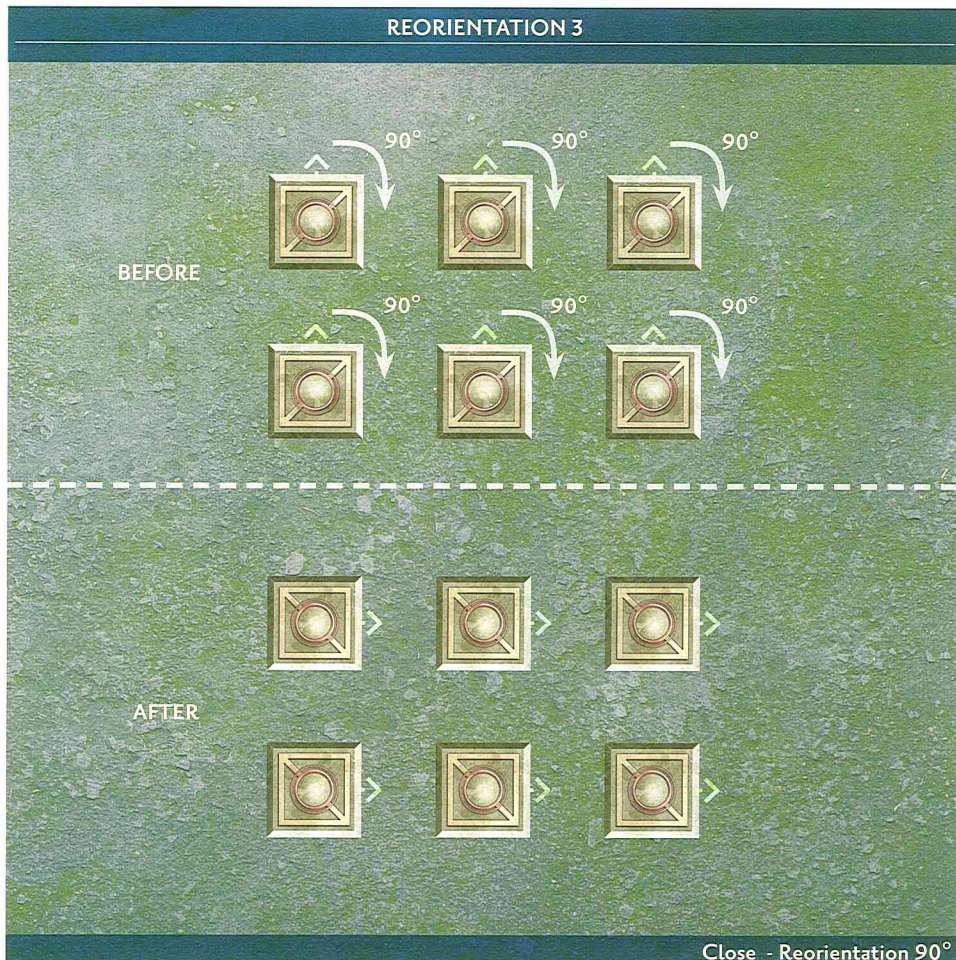 REORIENTATION 3
90° 90° 90°
BEFORE
90° 90° 90°
AFTER
Close - Reorientation 90°